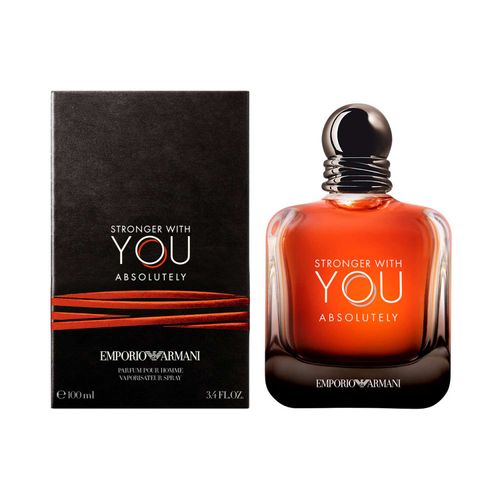 STRONGER WITH
YOU
ABSOLUTELY
EMPORIO ARMANI
PARFUM POUR HOMME
VAPORISATEUR SPRAY
℮ 100 ml
3.4 FL.OZ.
STRONGER WITH
YOU
ABSOLUTELY
EMPORIO ARMANI